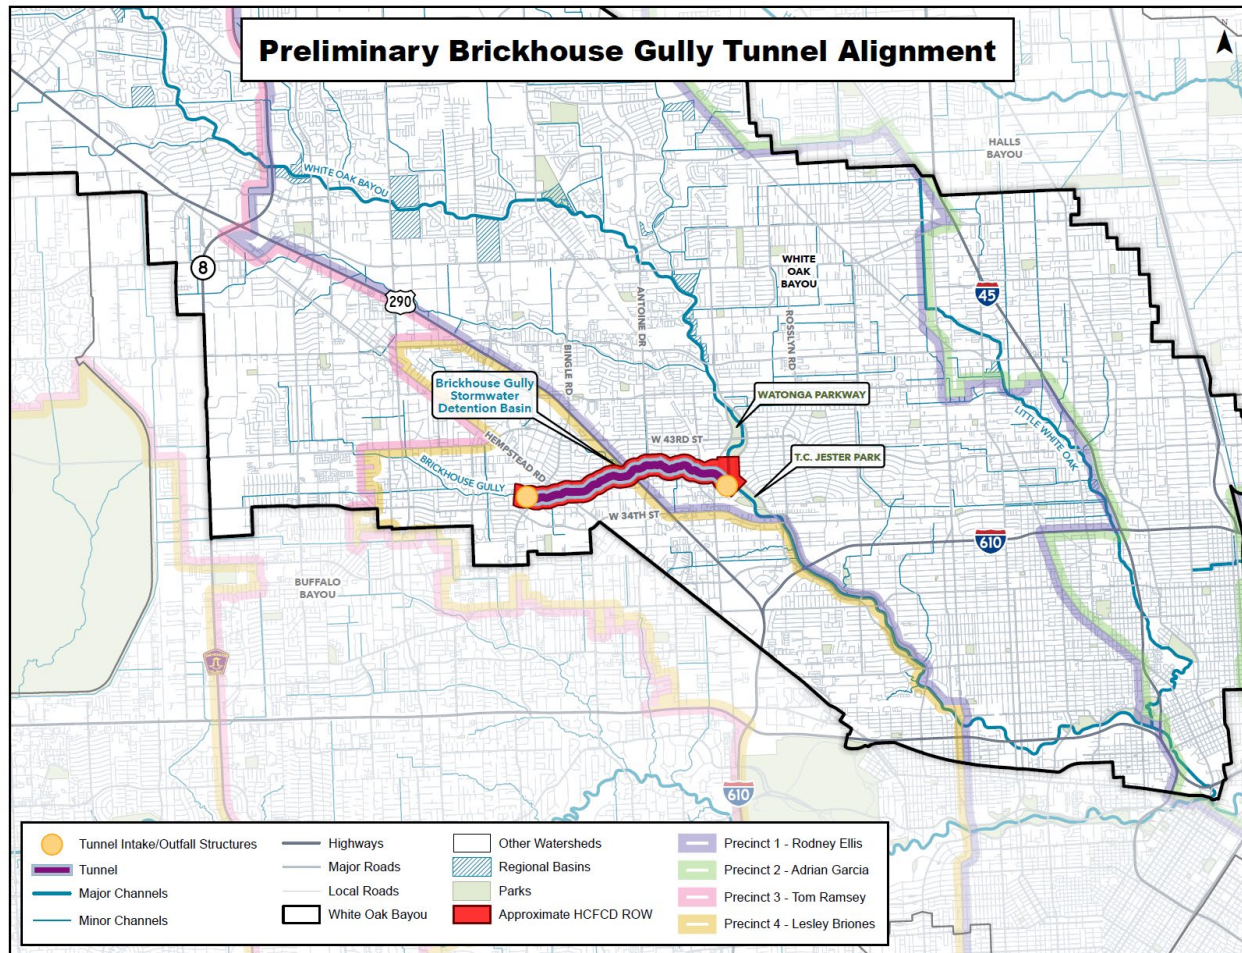 Preliminary Brickhouse Gully Tunnel Alignment
N
HALLS
BAYOU
WHITE OAK BAYOU
8
290
WHITE
OAK
BAYOU
45
ANTOINE DR
ROSSLYN RD
BINGLE RD
Brickhouse Gully
Stormwater
Detention Basin
WATONGA PARKWAY
LITTLE WHITE OAK
HEMPSTEAD RD
W 43RD ST
T.C. JESTER PARK
BRICKHOUSE GULLY
W 34TH ST
610
BUFFALO
BAYOU
610
Tunnel Intake/Outfall Structures
Tunnel
Major Channels
Minor Channels
Highways
Major Roads
Local Roads
White Oak Bayou
Other Watersheds
Regional Basins
Parks
Approximate HCFCD ROW
Precinct 1 - Rodney Ellis
Precinct 2 - Adrian Garcia
Precinct 3 - Tom Ramsey
Precinct 4 - Lesley Briones